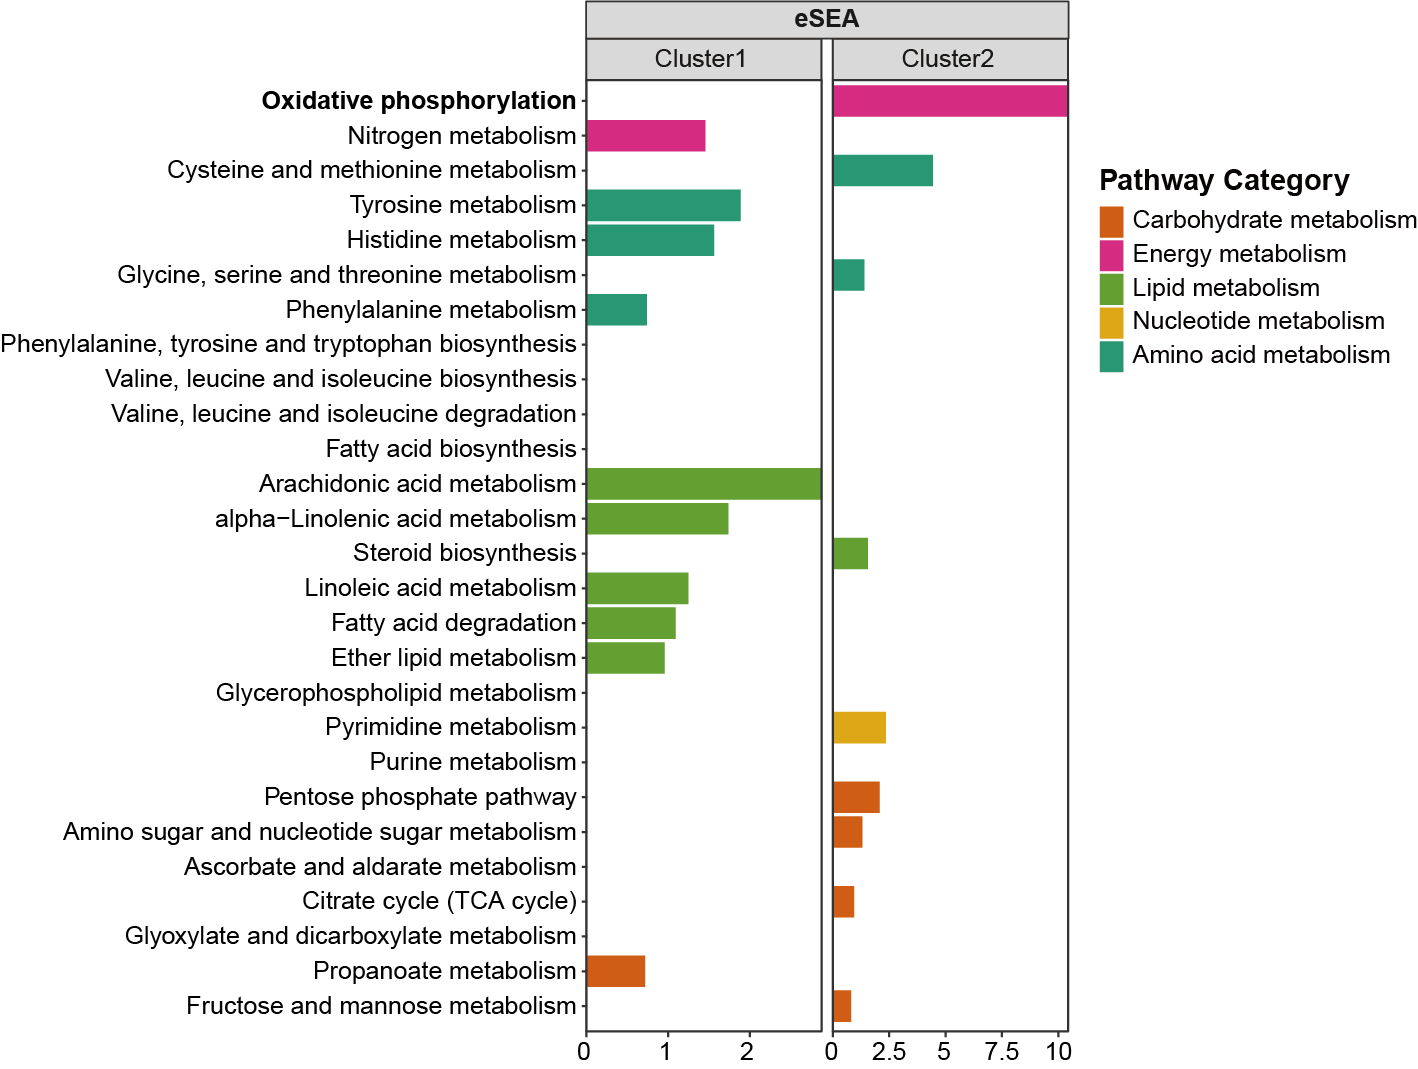 eSEA
Cluster1
Cluster2
Oxidative phosphorylation
Nitrogen metabolism
Cysteine and methionine metabolism
Tyrosine metabolism
Histidine metabolism
Glycine, serine and threonine metabolism
Phenylalanine metabolism
Phenylalanine, tyrosine and tryptophan biosynthesis
Valine, leucine and isoleucine biosynthesis
Valine, leucine and isoleucine degradation
Fatty acid biosynthesis
Arachidonic acid metabolism
alpha−Linolenic acid metabolism
Steroid biosynthesis
Linoleic acid metabolism
Fatty acid degradation
Ether lipid metabolism
Glycerophospholipid metabolism
Pyrimidine metabolism
Purine metabolism
Pentose phosphate pathway
Amino sugar and nucleotide sugar metabolism
Ascorbate and aldarate metabolism
Citrate cycle (TCA cycle)
Glyoxylate and dicarboxylate metabolism
Propanoate metabolism
Fructose and mannose metabolism
0 1 2
0 2.5 5 7.5 10
Pathway Category
Carbohydrate metabolism
Energy metabolism
Lipid metabolism
Nucleotide metabolism
Amino acid metabolism